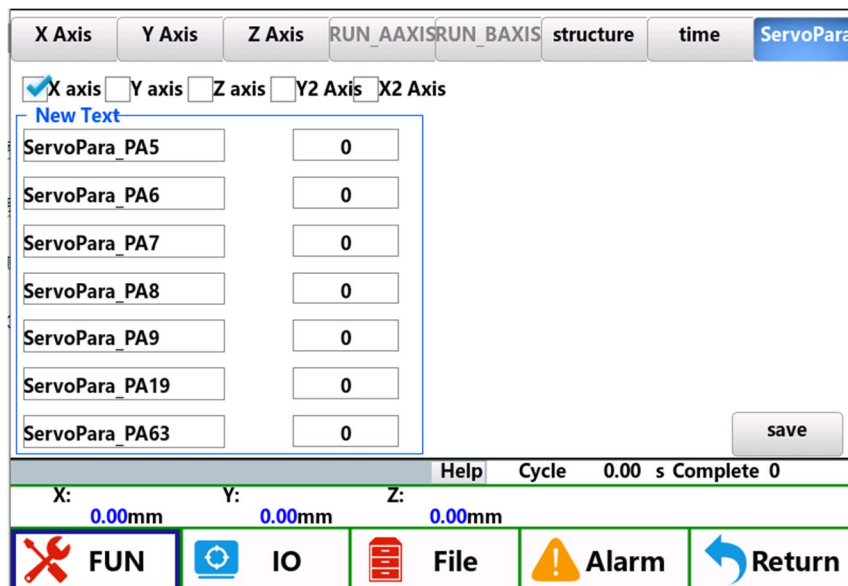 X Axis Y Axis Z Axis RUN_AAXIS RUN_BAXIS structure time ServoPara
X axis Y axis Z axis Y2 Axis X2 Axis
New Text
ServoPara_PA5 0
ServoPara_PA6 0
ServoPara_PA7 0
ServoPara_PA8 0
ServoPara_PA9 0
ServoPara_PA19 0
ServoPara_PA63 0
save
Help Cycle 0.00 s Complete 0
X: Y: Z:
0.00mm 0.00mm 0.00mm
FUN IO File Alarm Return